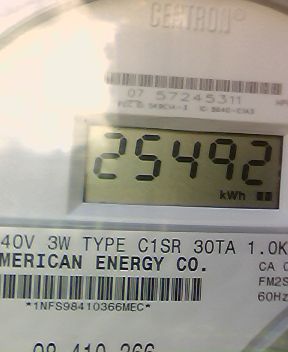 CENTRON®
07 57245311
25492
kWh
40V 3W TYPE C1SR 30TA 1.0K
MERICAN ENERGY CO.
CA 0
FM2S
60Hz
*1NFS98410366MEC*